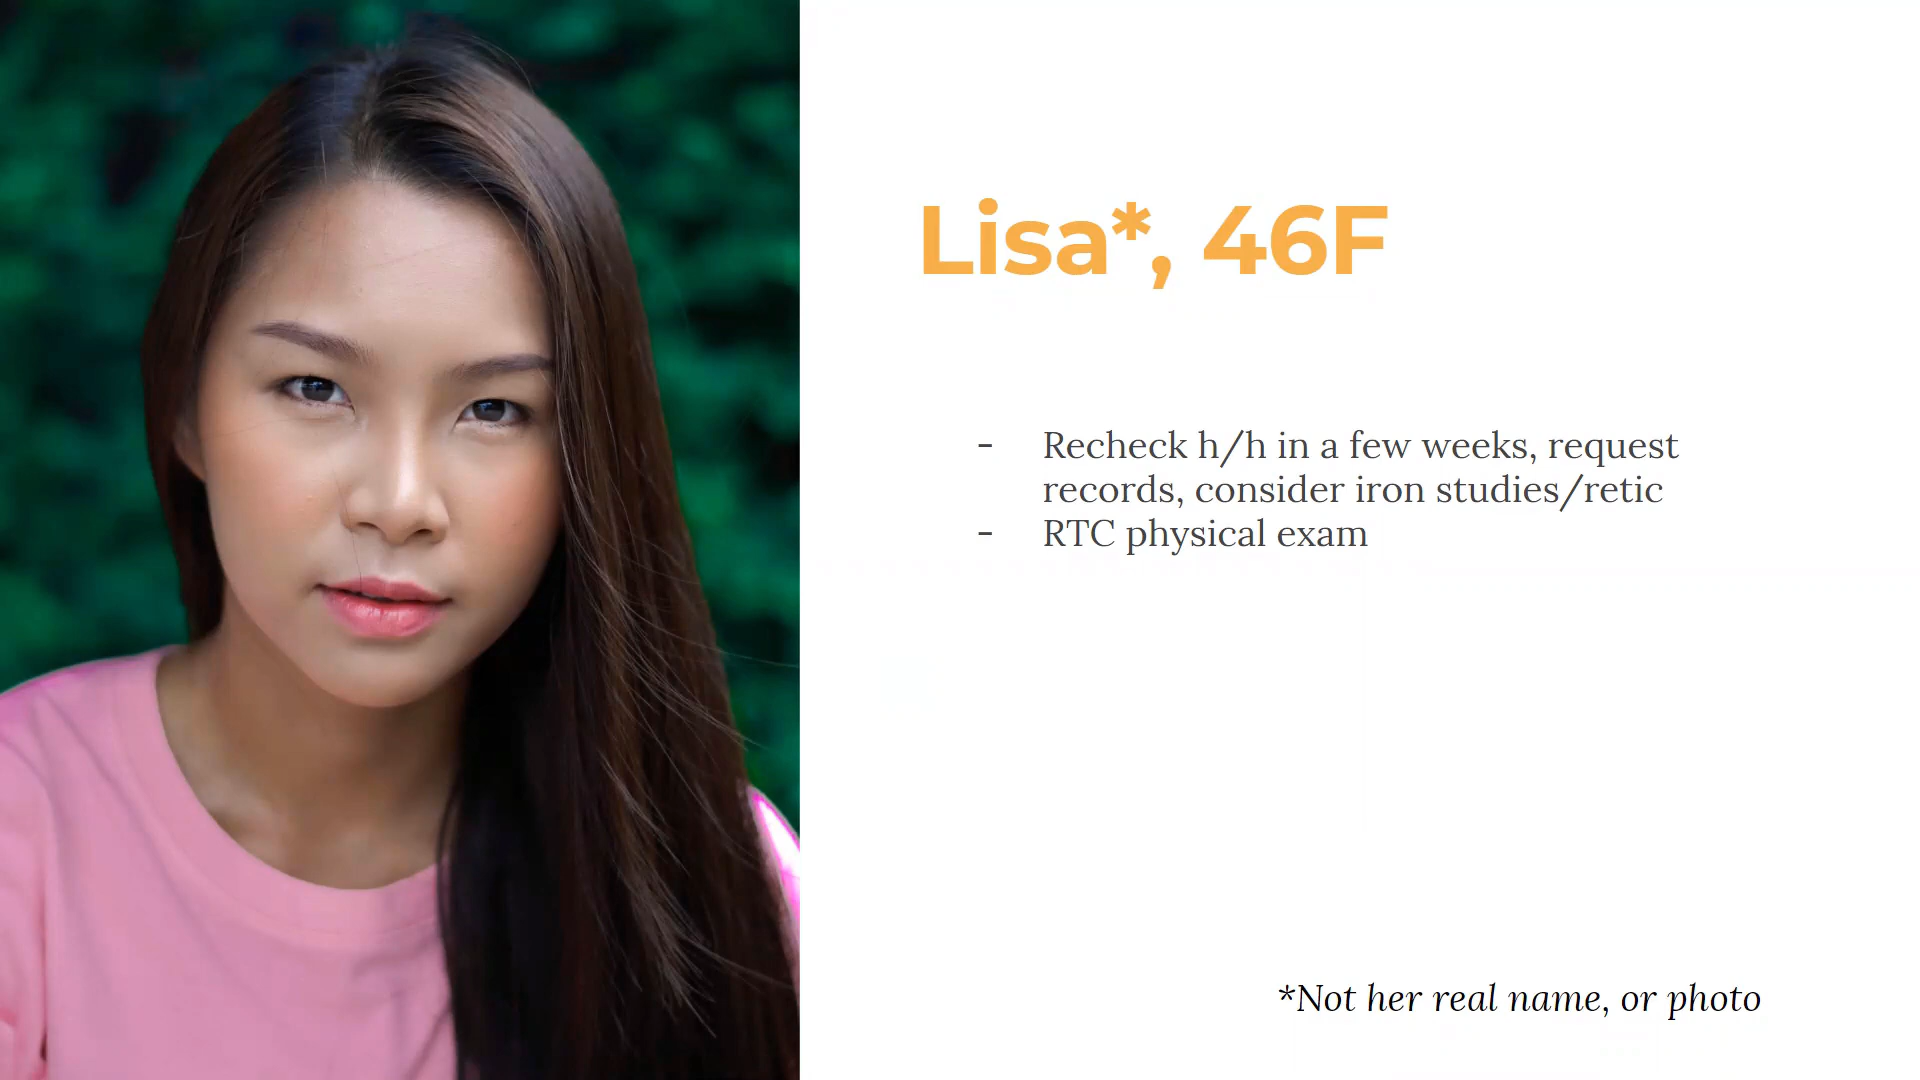 Lisa*, 46F
- Recheck h/h in a few weeks, request
records, consider iron studies/retic
- RTC physical exam
*Not her real name, or photo